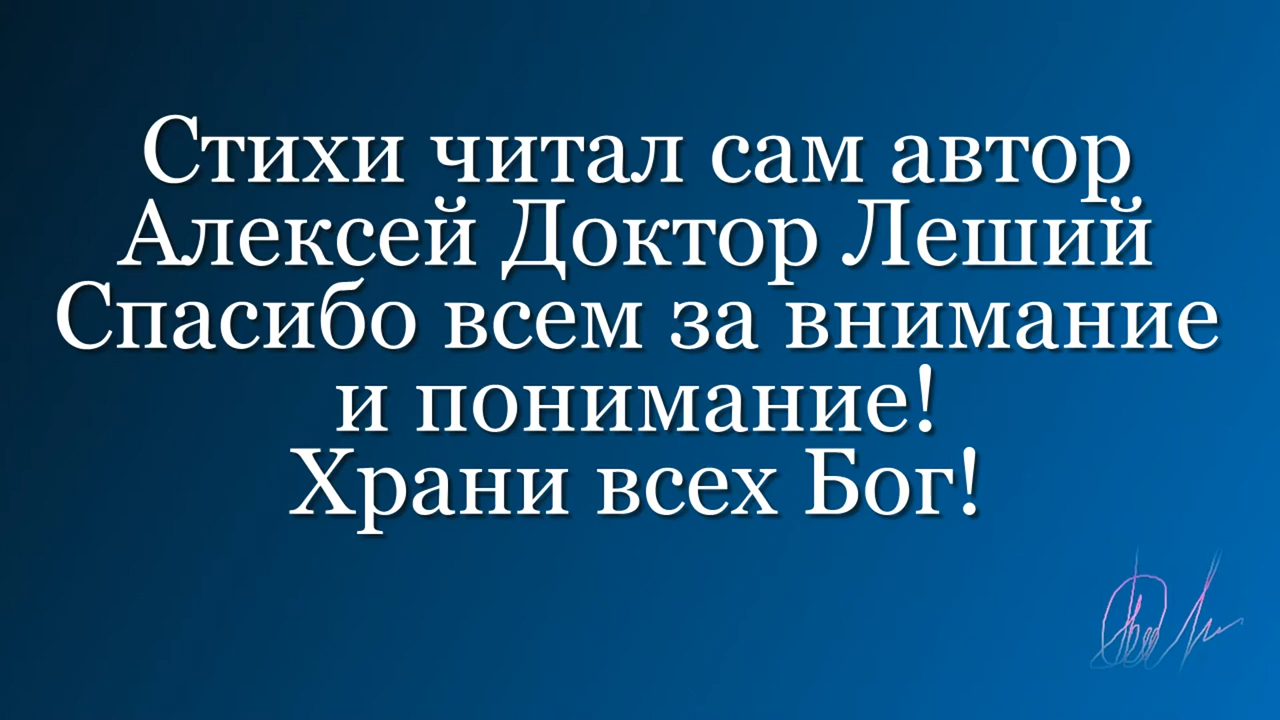 Стихи читал сам автор
Алексей Доктор Леший
Спасибо всем за внимание
и понимание!
Храни всех Бог!